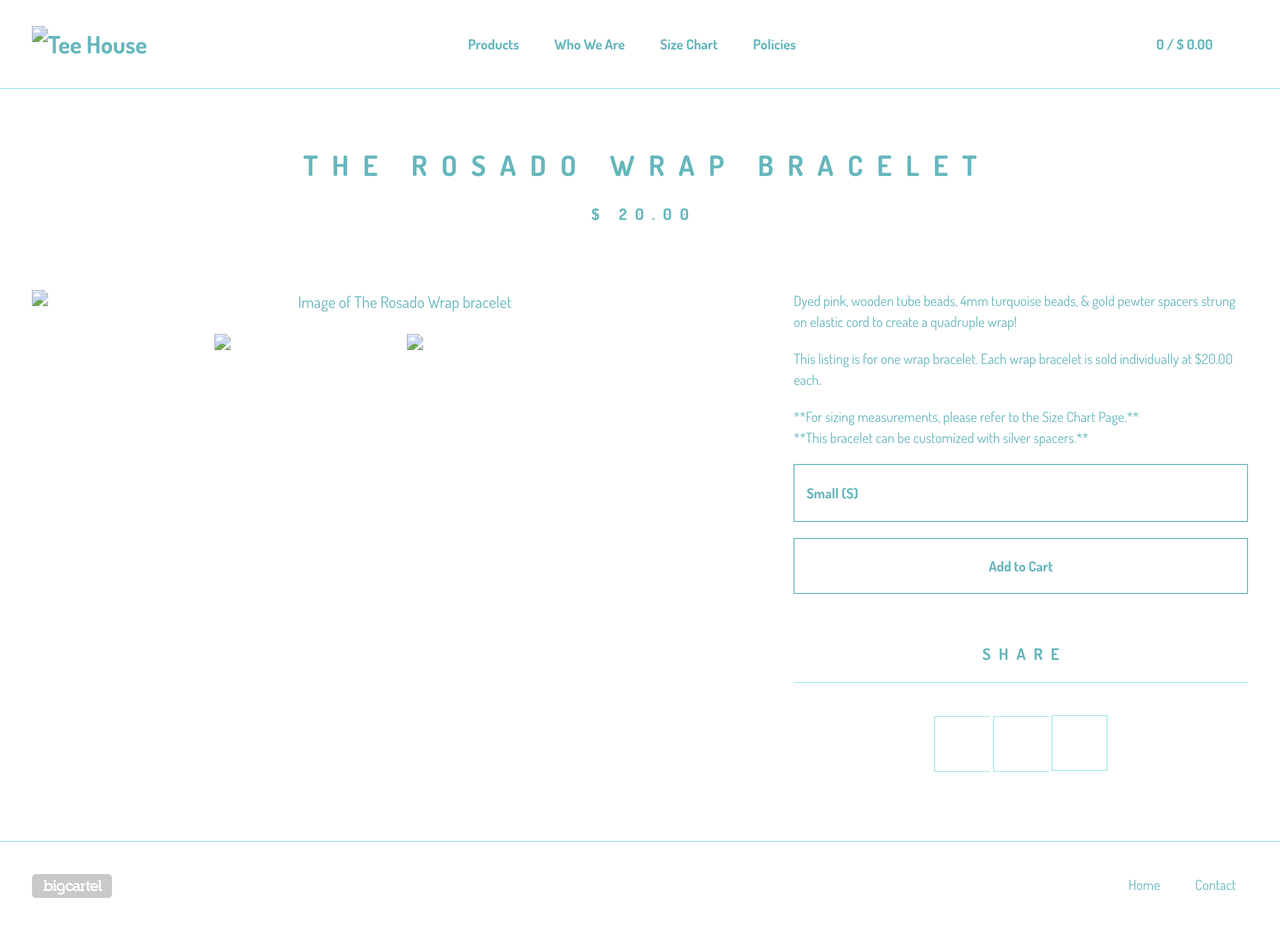 Tee House
Products
Who We Are
Size Chart
Policies
0 / $ 0.00
THE ROSADO WRAP BRACELET
$ 20.00
Image of The Rosado Wrap bracelet
Dyed pink, wooden tube beads, 4mm turquoise beads, & gold pewter spacers strung
on elastic cord to create a quadruple wrap!
This listing is for one wrap bracelet. Each wrap bracelet is sold individually at $20.00
each.
**For sizing measurements, please refer to the Size Chart Page.**
**This bracelet can be customized with silver spacers.**
Small (S)
Add to Cart
SHARE
bigcartel
Home
Contact